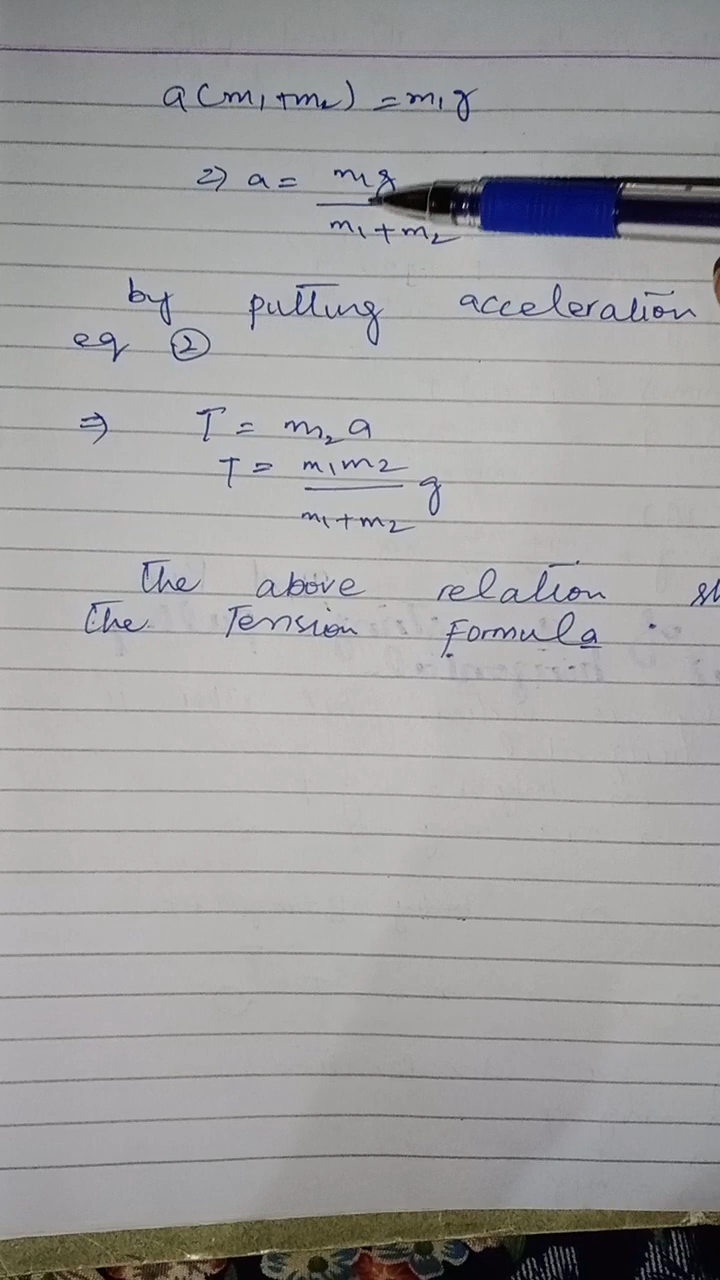 a(m₁+m₂) = m₁g
⇒ a = m₁g / m₁+m₂
by putting acceleration
eq ②
⇒ T = m₂a
T = m₁m₂ / m₁+m₂ g
The above relation
The Tension Formula.